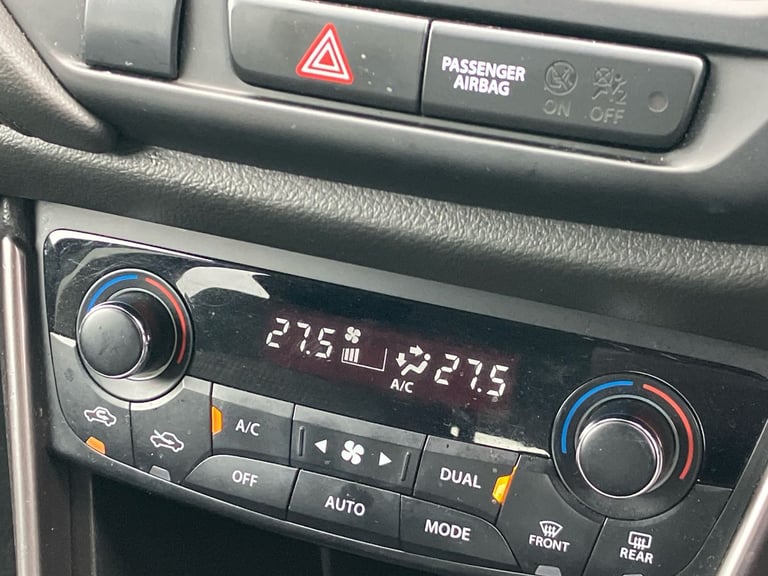 PASSENGER
AIRBAG
ON OFF
27.5 27.5
A/C
A/C
DUAL
OFF
AUTO
MODE
FRONT
REAR